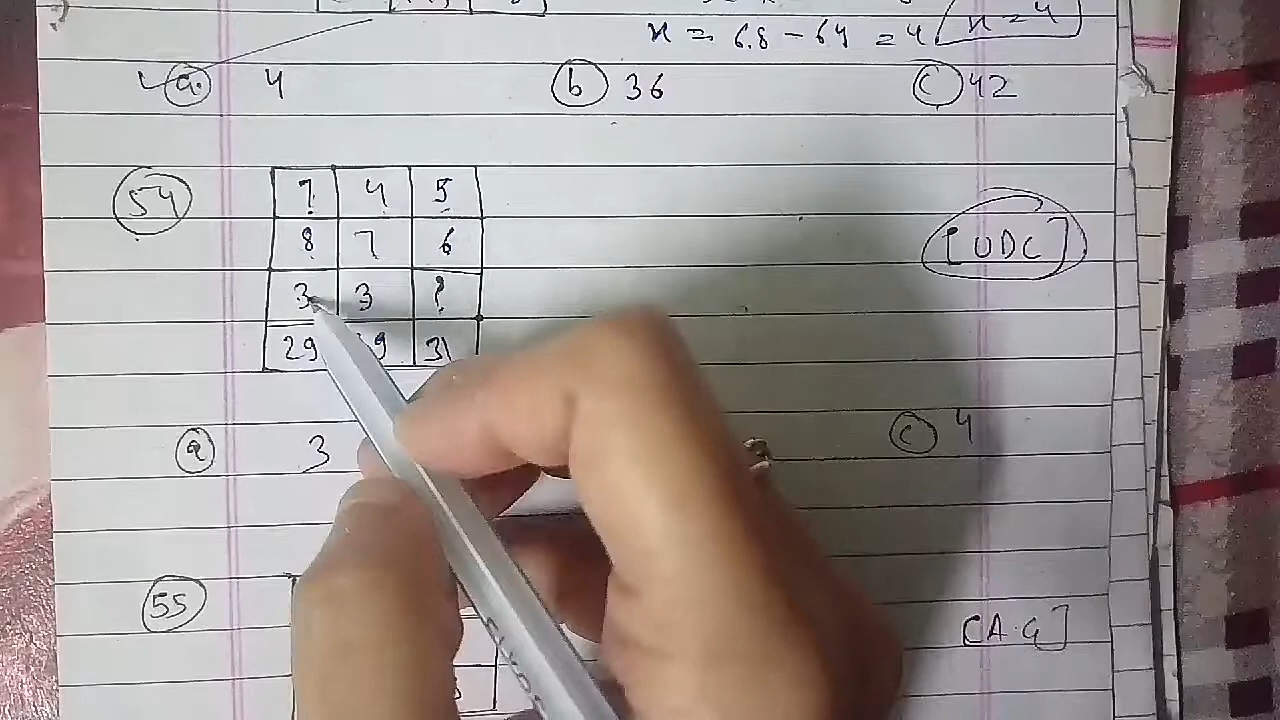 x = 68 - 64 = 4 x = 4
a. 4 b 36 c 42
54 7 4 5
8 7 6 [UDC]
3 3 ?
29 9 31
a 3 c 4
55
[A.G]